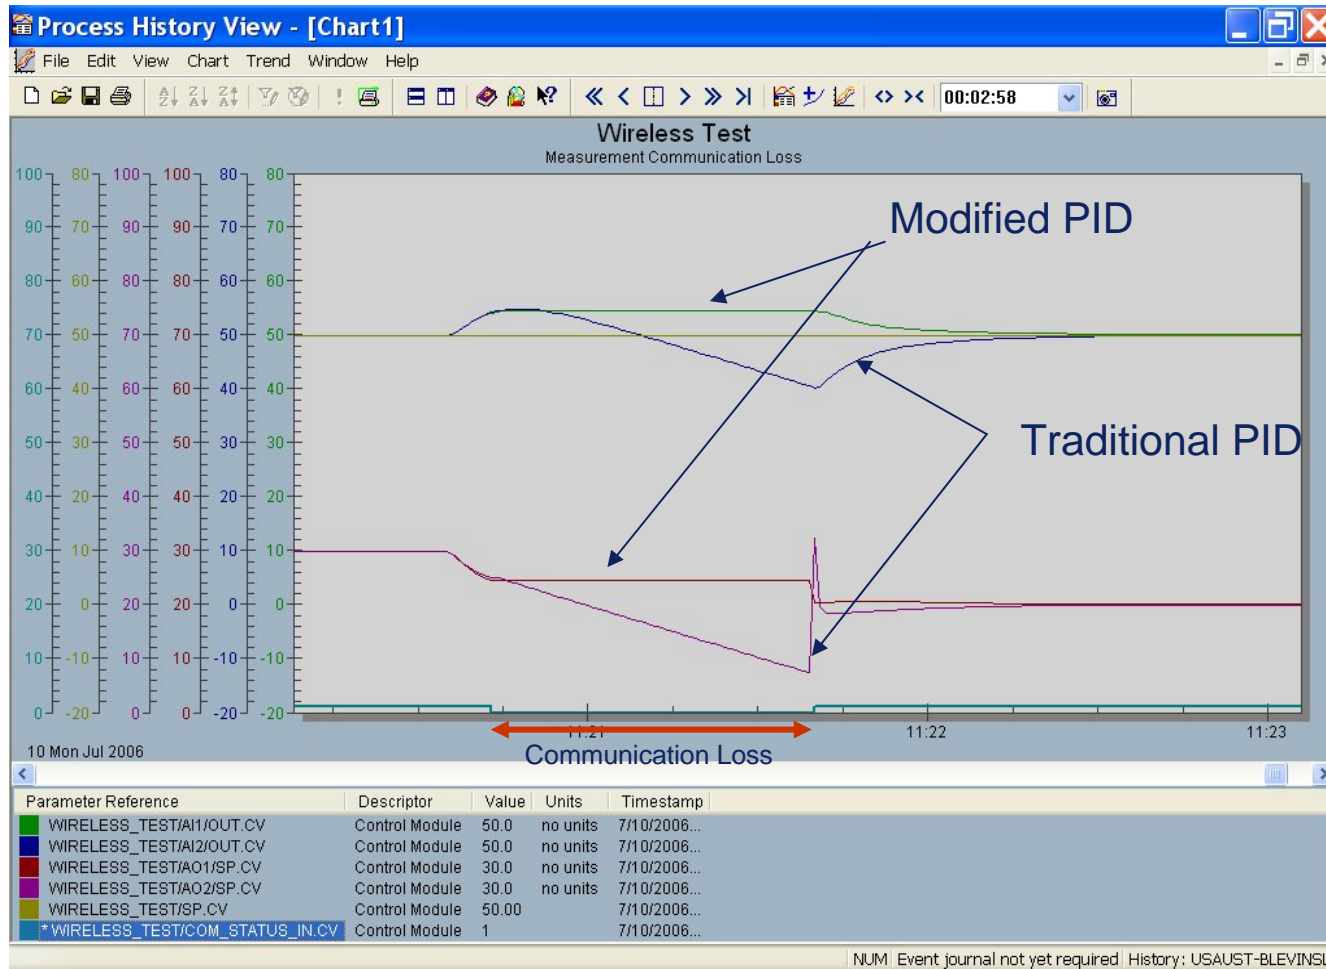 Process History View - [Chart1]
File Edit View Chart Trend Window Help
00:02:58
Wireless Test
Measurement Communication Loss
100 80 100 100 80 80
90 70 90 90 70 70
80 60 80 80 60 60
70 50 70 70 50 50
60 40 60 60 40 40
50 30 50 50 30 30
40 20 40 40 20 20
30 10 30 30 10 10
20 0 20 20 0 0
10 -10 10 10 -10 -10
0 -20 0 0 -20 -20
Modified PID
Traditional PID
11:21 11:22 11:23
10 Mon Jul 2006
Communication Loss
Parameter Reference Descriptor Value Units Timestamp
WIRELESS_TEST/AI1/OUT.CV Control Module 50.0 no units 7/10/2006...
WIRELESS_TEST/AI2/OUT.CV Control Module 50.0 no units 7/10/2006...
WIRELESS_TEST/AO1/SP.CV Control Module 30.0 no units 7/10/2006...
WIRELESS_TEST/AO2/SP.CV Control Module 30.0 no units 7/10/2006...
WIRELESS_TEST/SP.CV Control Module 50.00 7/10/2006...
*WIRELESS_TEST/COM_STATUS_IN.CV Control Module 1 7/10/2006...
NUM Event journal not yet required History: USAUST-BLEVINSL